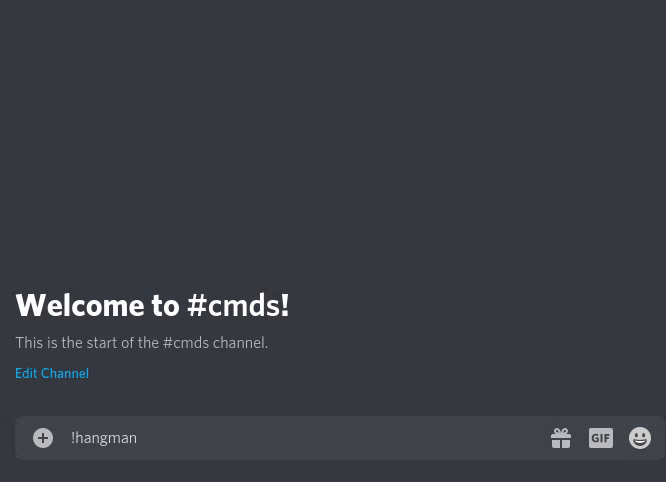 Welcome to #cmds!
This is the start of the #cmds channel.
Edit Channel
!hangman
GIF